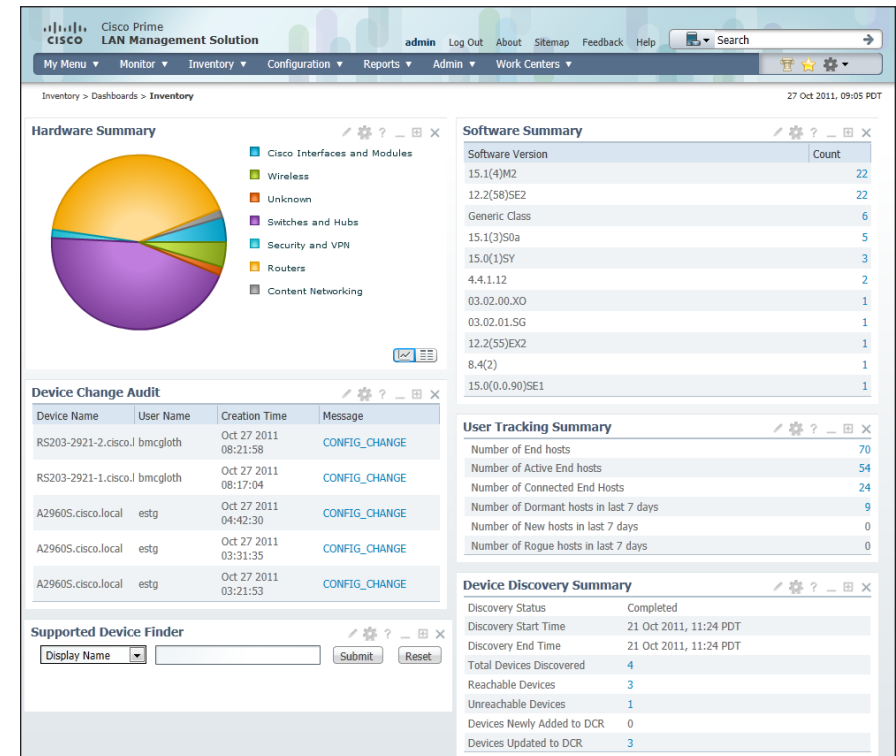 Cisco Prime
CISCO LAN Management Solution
admin Log Out About Sitemap Feedback Help Search
My Menu Monitor Inventory Configuration Reports Admin Work Centers
Inventory > Dashboards > Inventory 27 Oct 2011, 09:05 PDT
Hardware Summary
Cisco Interfaces and Modules
Wireless
Unknown
Switches and Hubs
Security and VPN
Routers
Content Networking
Device Change Audit
Device Name User Name Creation Time Message
RS203-2921-2.cisco.l bmcgloth Oct 27 2011 08:21:58 CONFIG_CHANGE
RS203-2921-1.cisco.l bmcgloth Oct 27 2011 08:17:04 CONFIG_CHANGE
A2960S.cisco.local estg Oct 27 2011 04:42:30 CONFIG_CHANGE
A2960S.cisco.local estg Oct 27 2011 03:31:35 CONFIG_CHANGE
A2960S.cisco.local estg Oct 27 2011 03:21:53 CONFIG_CHANGE
Supported Device Finder
Display Name Submit Reset
Software Summary
Software Version Count
15.1(4)M2 22
12.2(58)SE2 22
Generic Class 6
15.1(3)S0a 5
15.0(1)SY 3
4.4.1.12 2
03.02.00.XO 1
03.02.01.SG 1
12.2(55)EX2 1
8.4(2) 1
15.0(0.0.90)SE1 1
User Tracking Summary
Number of End hosts 70
Number of Active End hosts 54
Number of Connected End Hosts 24
Number of Dormant hosts in last 7 days 9
Number of New hosts in last 7 days 0
Number of Rogue hosts in last 7 days 0
Device Discovery Summary
Discovery Status Completed
Discovery Start Time 21 Oct 2011, 11:24 PDT
Discovery End Time 21 Oct 2011, 11:24 PDT
Total Devices Discovered 4
Reachable Devices 3
Unreachable Devices 1
Devices Newly Added to DCR 0
Devices Updated to DCR 3